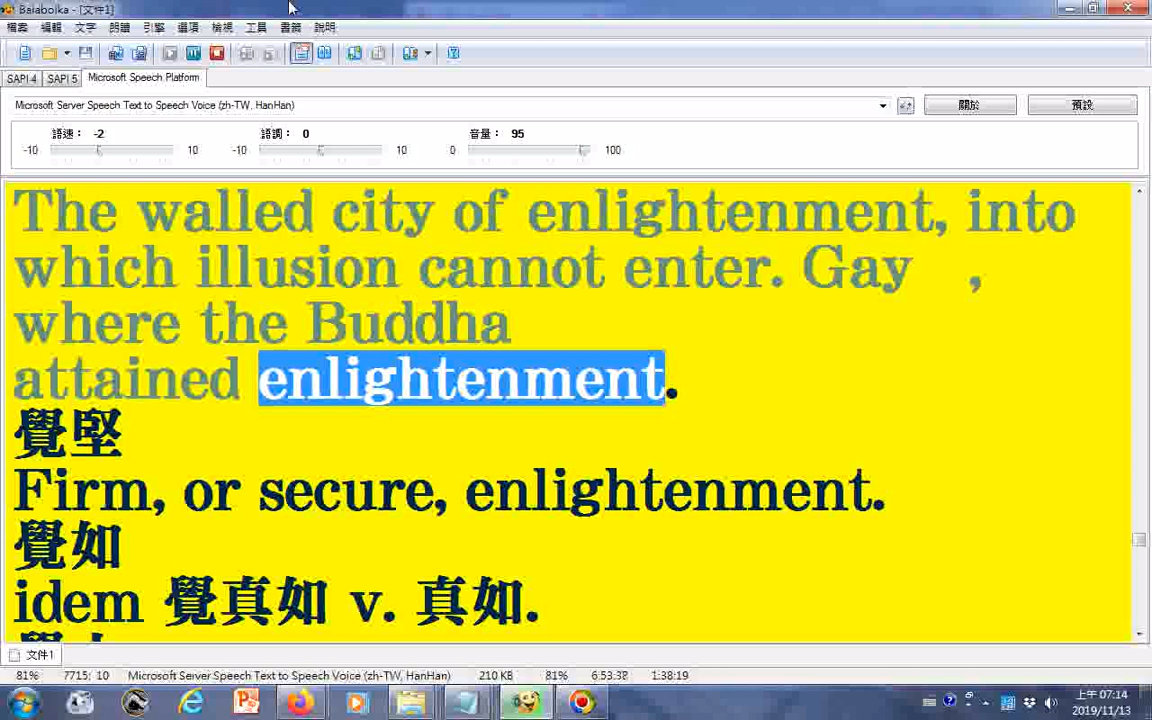 Balabolka - [文件1]
檔案 編輯 文字 朗讀 引擎 選項 檢視 工具 書籤 說明
SAPI 4 SAPI 5 Microsoft Speech Platform
Microsoft Server Speech Text to Speech Voice (zh-TW, HanHan) 關於 預設
語速： -2 語調： 0 音量： 95
-10 10 -10 10 0 100
The walled city of enlightenment, into
which illusion cannot enter. Gay ,
where the Buddha
attained enlightenment.
覺堅
Firm, or secure, enlightenment.
覺如
idem 覺真如 v. 真如.
文件1
81% 7715; 10 Microsoft Server Speech Text to Speech Voice (zh-TW, HanHan) 210 KB 81% 6:53:38 1:38:19
上午 07:14
2019/11/13